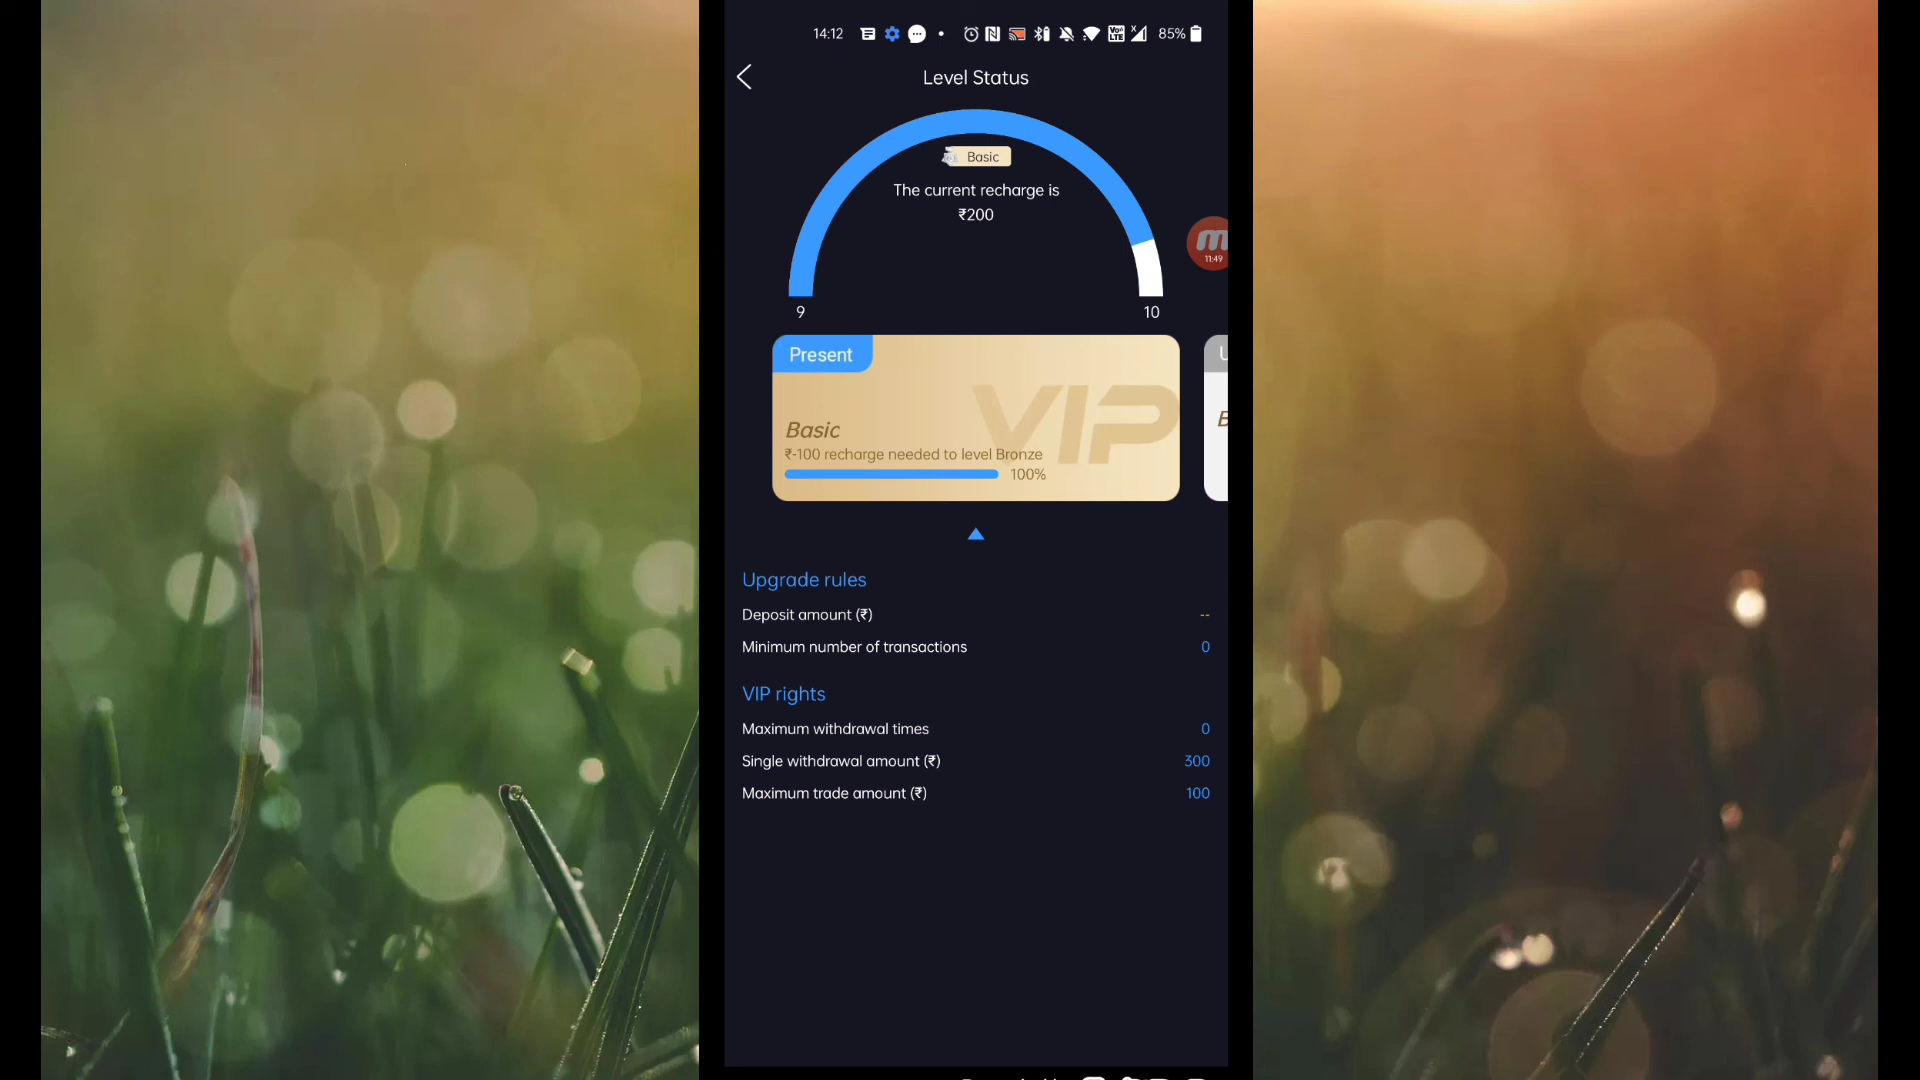 14:12
85%
Level Status
Basic
The current recharge is
₹200
m
11:49
9
10
Present
VIP
Basic
₹-100 recharge needed to level Bronze
100%
Upgrade rules
Deposit amount (₹) --
Minimum number of transactions 0
VIP rights
Maximum withdrawal times 0
Single withdrawal amount (₹) 300
Maximum trade amount (₹) 100